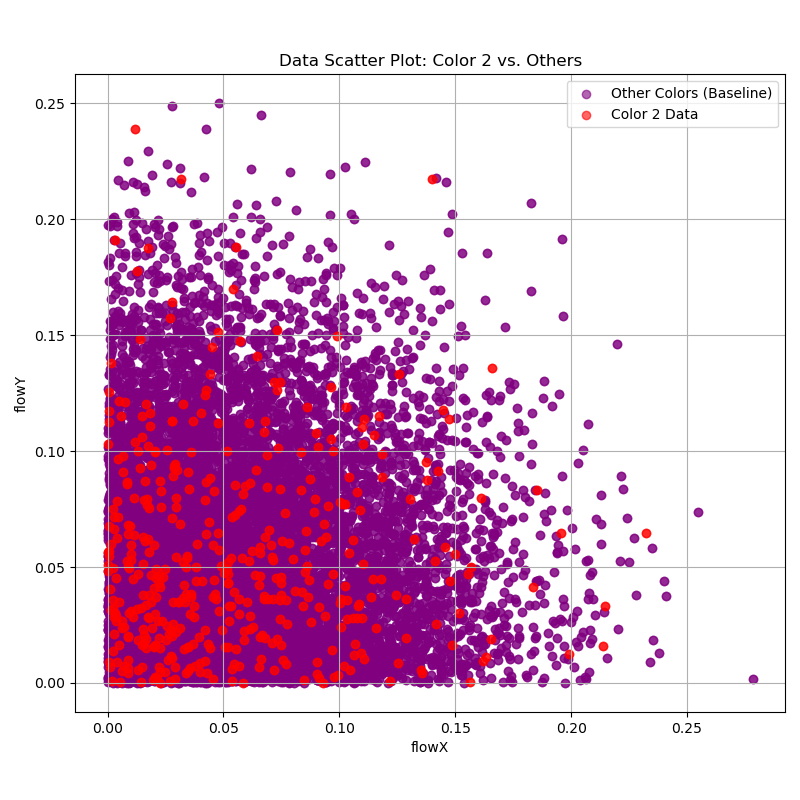 Data Scatter Plot: Color 2 vs. Others
Other Colors (Baseline)
Color 2 Data
flowY
0.25
0.20
0.15
0.10
0.05
0.00
0.00 0.05 0.10 0.15 0.20 0.25
flowX